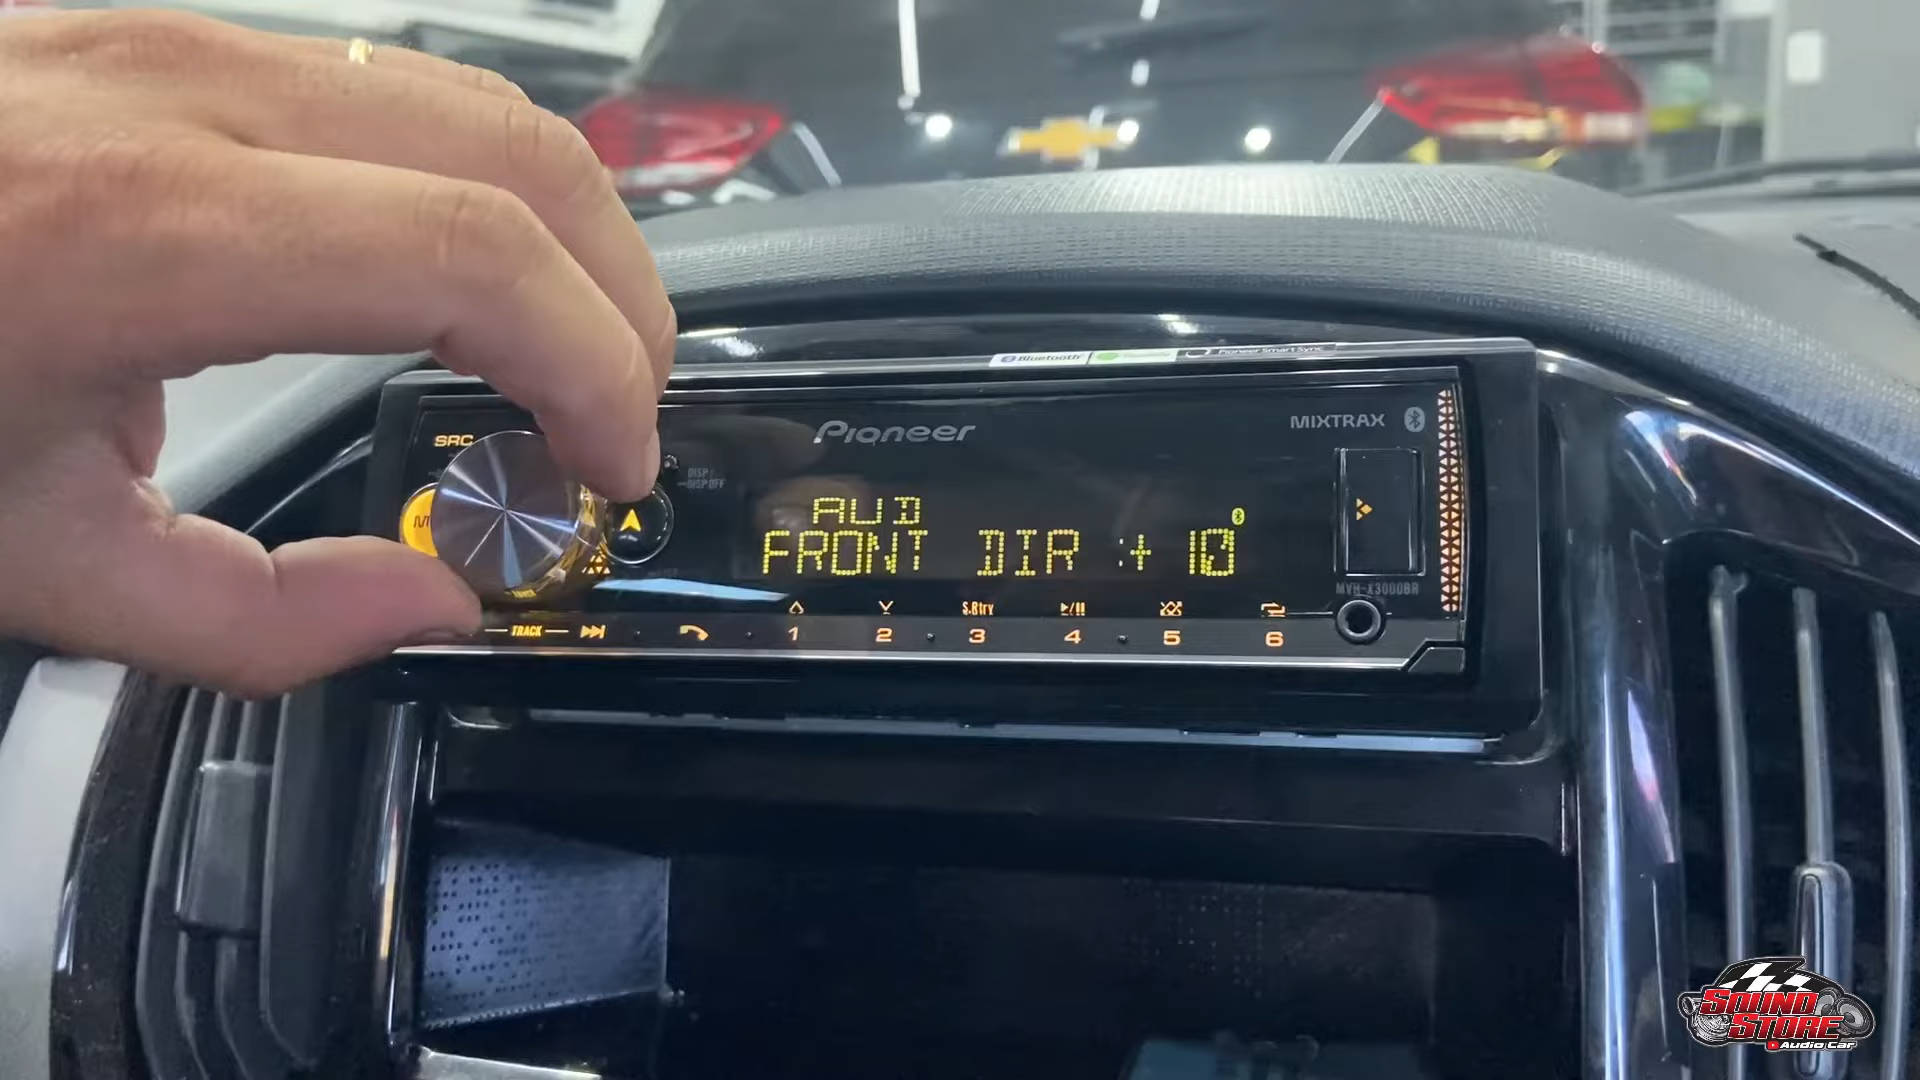 Bluetooth
Pioneer Smart Sync
Pioneer
MIXTRAX
SRC
DISP
DISP OFF
AUD
FRONT DIR :+ 10
MVH-X3000BR
S.Rtrv
TRACK
1 2 3 4 5 6
SOUND
STORE
Audio Car